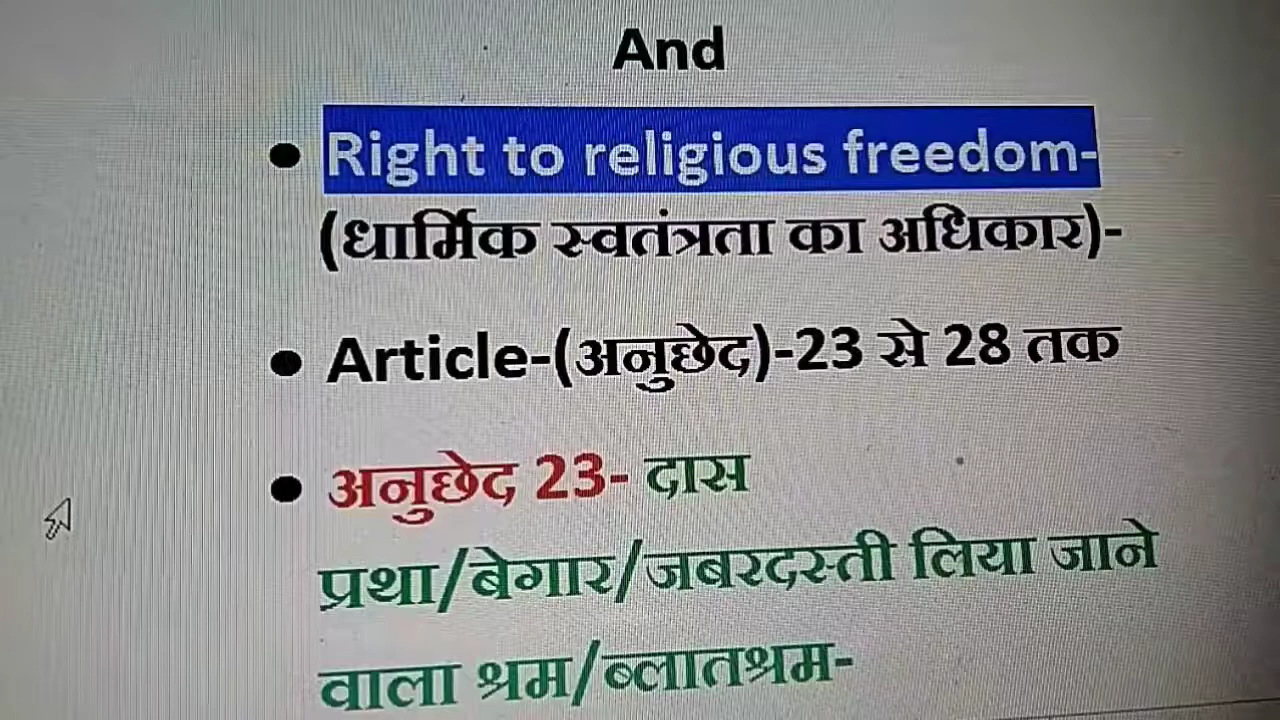 And
• Right to religious freedom-
(धार्मिक स्वतंत्रता का अधिकार)-
• Article-(अनुछेद)-23 से 28 तक
• अनुछेद 23- दास
प्रथा/बेगार/जबरदस्ती लिया जाने
वाला श्रम/ब्लातश्रम-